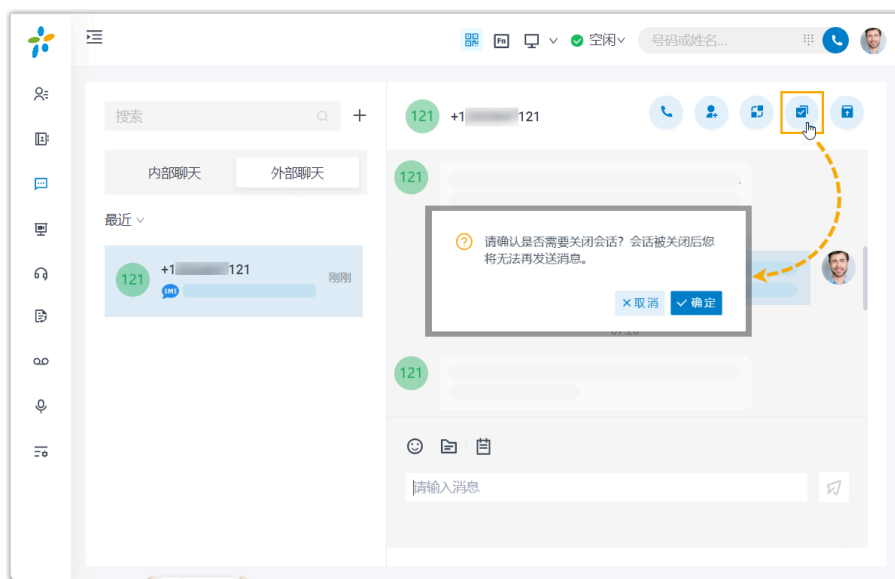 Fn
空闲
号码或姓名...
搜索
121
+1
121
内部聊天
外部聊天
121
最近
121
+1
121
刚刚
SMS
请确认是否需要关闭会话？会话被关闭后您
将无法再发送消息。
取消
确定
121
请输入消息